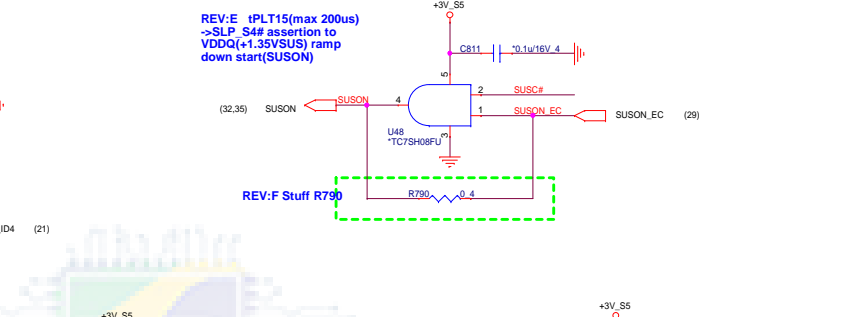 +3V_S5
REV:E tPLT15(max 200us)
->SLP_S4# assertion to
VDDQ(+1.35VSUS) ramp
down start(SUSON)
C811 *0.1u/16V_4
5
2 SUSC#
(32,35) SUSON SUSON 4
1 SUSON_EC SUSON_EC (29)
U48
*TC7SH08FU
3
REV:F Stuff R790 R790 0_4
_ID4 (21)
+3V_S5 +3V_S5